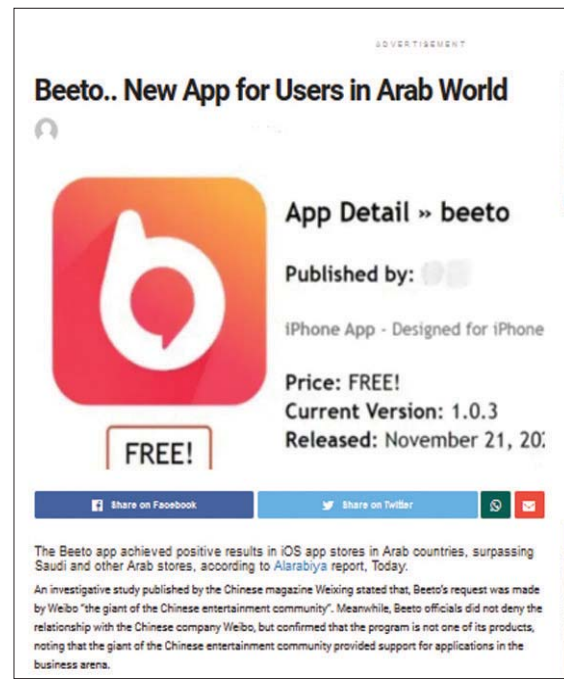 ADVERTISEMENT
Beeto.. New App for Users in Arab World
App Detail » beeto
Published by:
iPhone App - Designed for iPhone
Price: FREE!
Current Version: 1.0.3
Released: November 21, 20
FREE!
Share on Facebook
Share on Twitter
The Beeto app achieved positive results in iOS app stores in Arab countries, surpassing
Saudi and other Arab stores, according to Alarabiya report, Today.
An investigative study published by the Chinese magazine Weixing stated that, Beeto's request was made
by Weibo "the giant of the Chinese entertainment community". Meanwhile, Beeto officials did not deny the
relationship with the Chinese company Weibo, but confirmed that the program is not one of its products,
noting that the giant of the Chinese entertainment community provided support for applications in the
business arena.